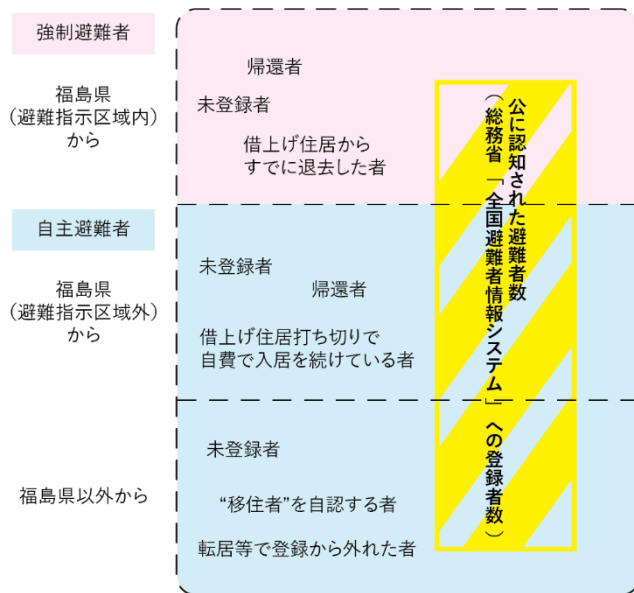 強制避難者
福島県
（避難指示区域内）
から
帰還者
未登録者
借上げ住居から
すでに退去した者
自主避難者
福島県
（避難指示区域外）
から
未登録者
帰還者
借上げ住居打ち切りで
自費で入居を続けている者
福島県以外から
未登録者
“移住者”を自認する者
転居等で登録から外れた者
公に認知された避難者数
（総務省「全国避難者情報システム」への登録者数）